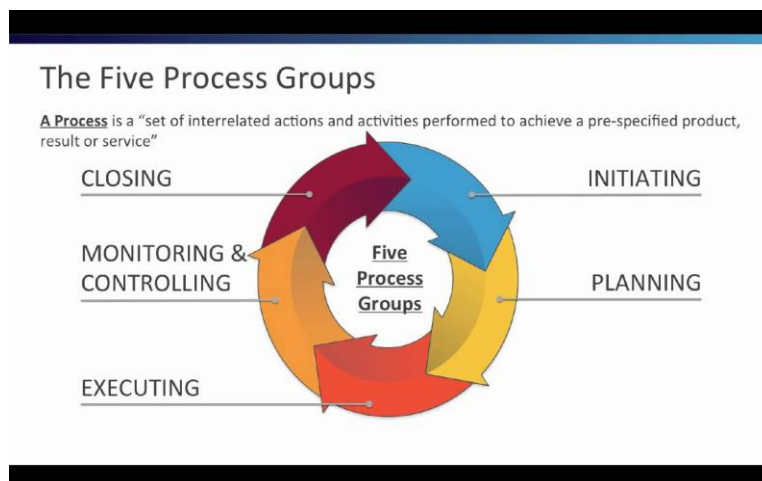 The Five Process Groups
A Process is a “set of interrelated actions and activities performed to achieve a pre-specified product,
result or service”
CLOSING
INITIATING
MONITORING &
CONTROLLING
Five
Process
Groups
PLANNING
EXECUTING